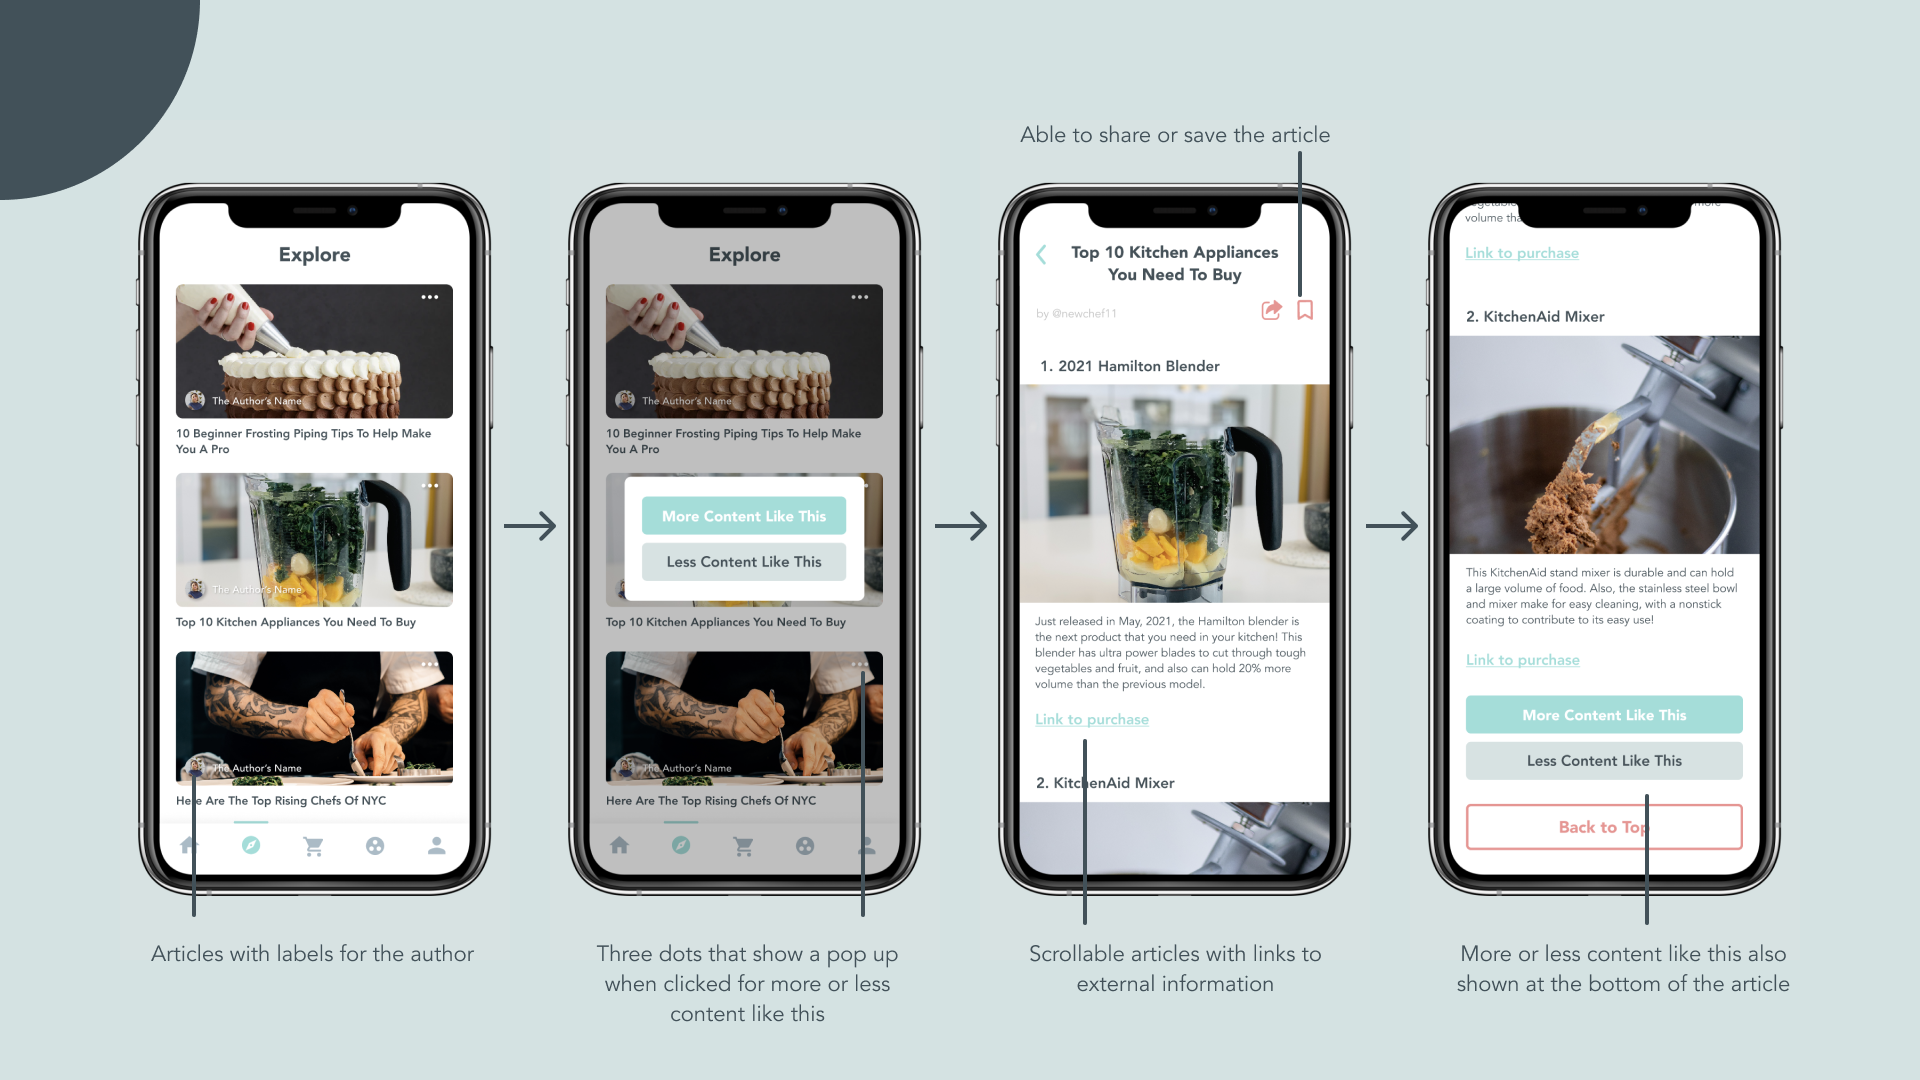 Able to share or save the article
Explore
The Author's Name
10 Beginner Frosting Piping Tips To Help Make
You A Pro
The Author's Name
Top 10 Kitchen Appliances You Need To Buy
The Author's Name
Here Are The Top Rising Chefs Of NYC
Articles with labels for the author
Explore
The Author's Name
10 Beginner Frosting Piping Tips To Help Make
You A Pro
More Content Like This
Less Content Like This
Top 10 Kitchen Appliances You Need To Buy
The Author's Name
Here Are The Top Rising Chefs Of NYC
Three dots that show a pop up
when clicked for more or less
content like this
Top 10 Kitchen Appliances
You Need To Buy
by @newchef11
1. 2021 Hamilton Blender
Just released in May, 2021, the Hamilton blender is
the next product that you need in your kitchen! This
blender has ultra power blades to cut through tough
vegetables and fruit, and also can hold 20% more
volume than the previous model.
Link to purchase
2. KitchenAid Mixer
Scrollable articles with links to
external information
more
volume tha
Link to purchase
2. KitchenAid Mixer
This KitchenAid stand mixer is durable and can hold
a large volume of food. Also, the stainless steel bowl
and mixer make for easy cleaning, with a nonstick
coating to contribute to its easy use!
Link to purchase
More Content Like This
Less Content Like This
Back to Top
More or less content like this also
shown at the bottom of the article